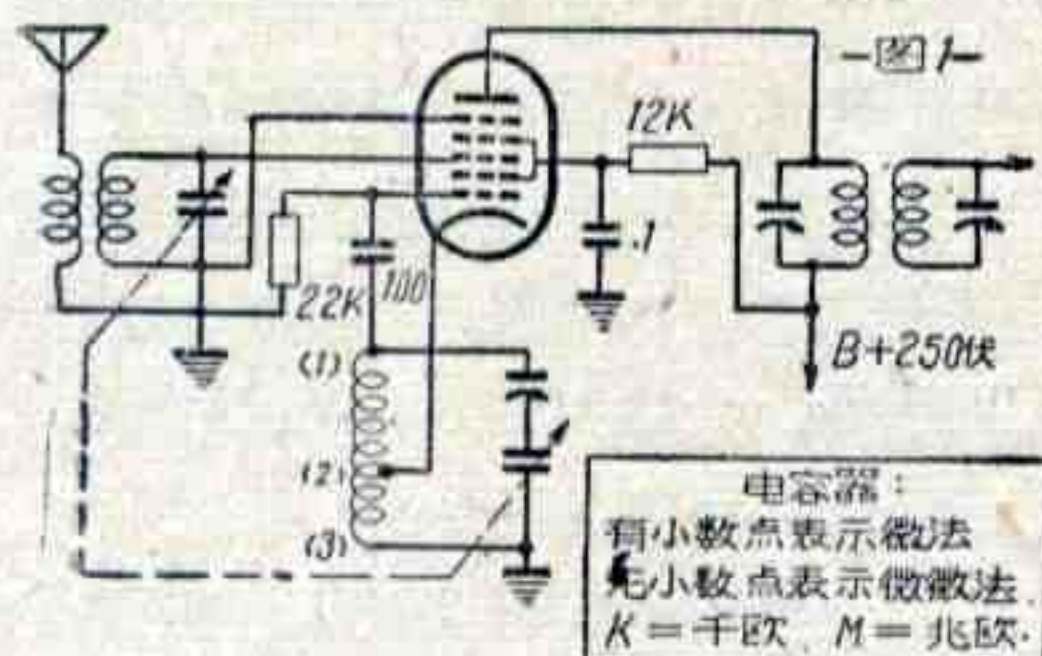 —图1—
12K
.1
22K
100
(1)
(2)
(3)
B+250伏
电容器：
有小数点表示微法
无小数点表示微微法
K=千欧 M=兆欧.